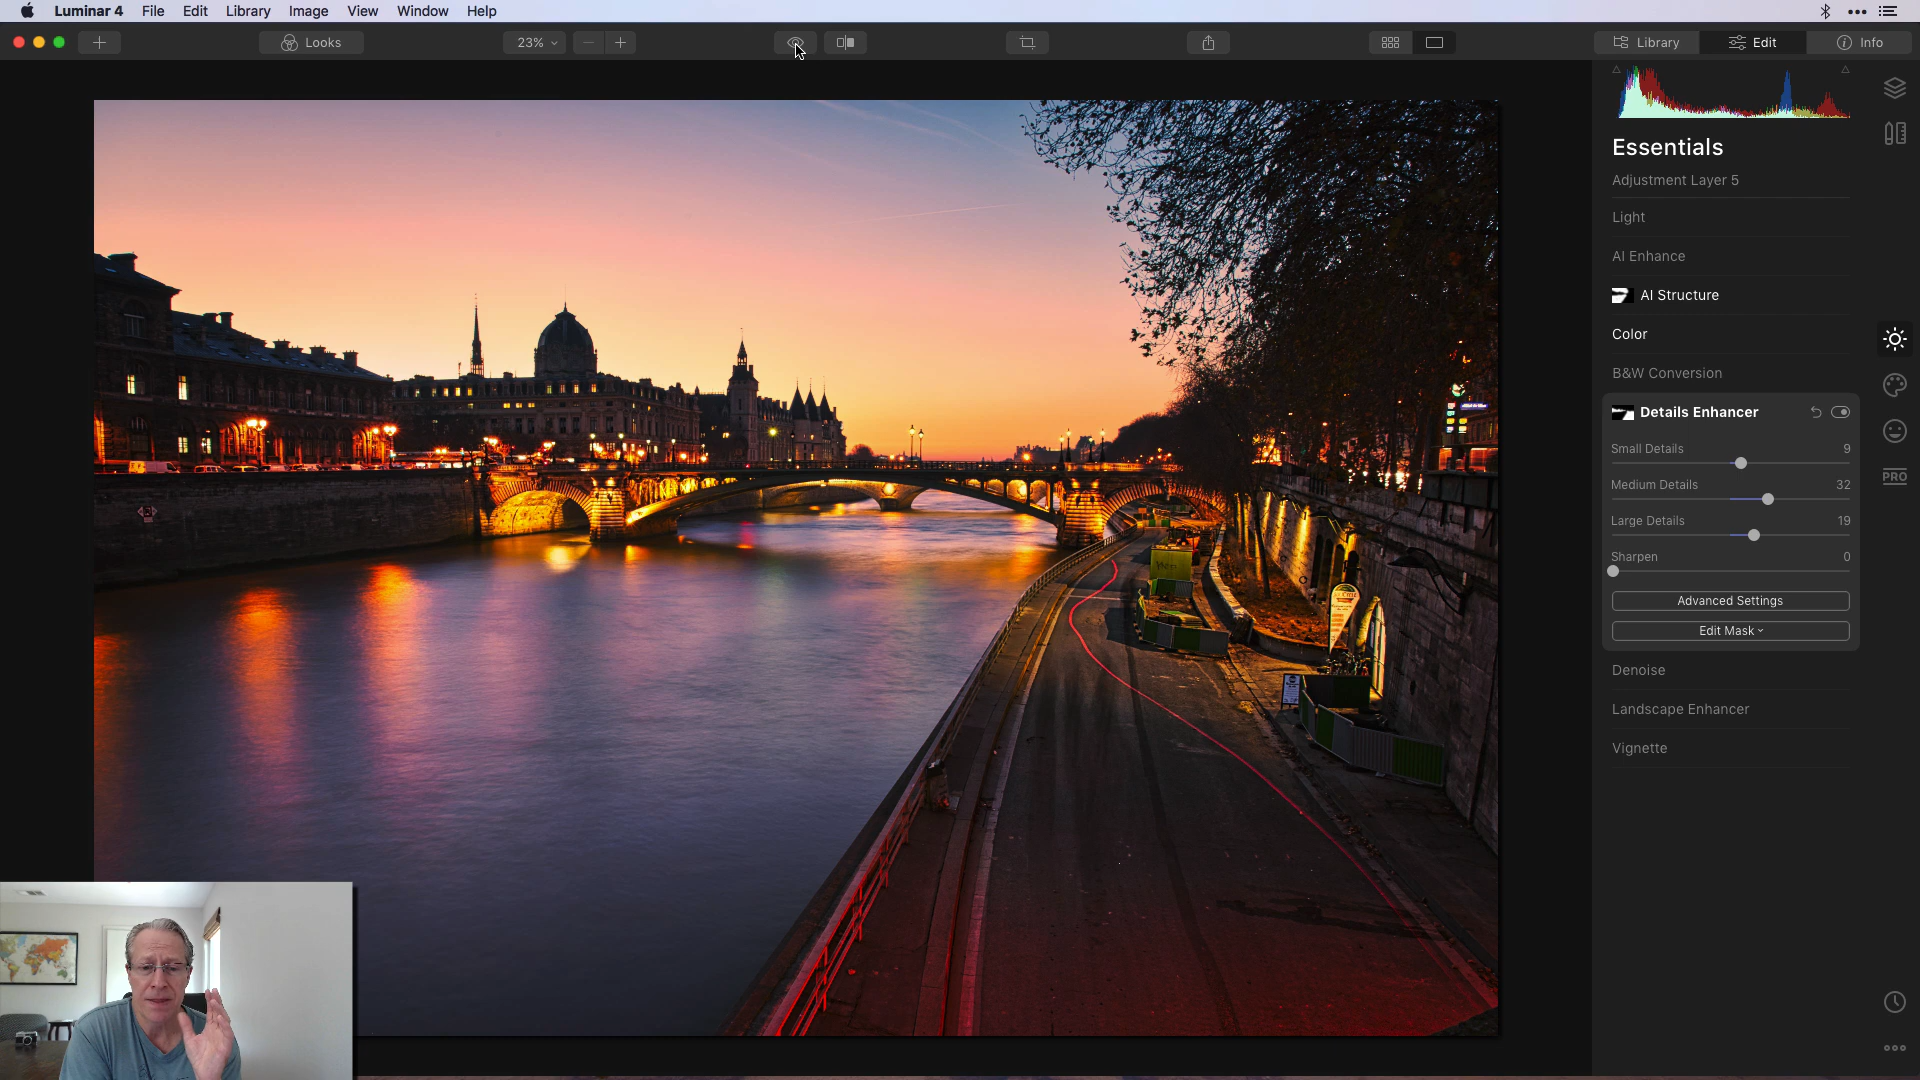 Luminar 4 File Edit Library Image View Window Help
Looks 23% Library Edit Info
Essentials
Adjustment Layer 5
Light
AI Enhance
AI Structure
Color
B&W Conversion
Details Enhancer
Small Details 9
Medium Details 32
Large Details 19
Sharpen 0
Advanced Settings
Edit Mask
Denoise
Landscape Enhancer
Vignette
PRO